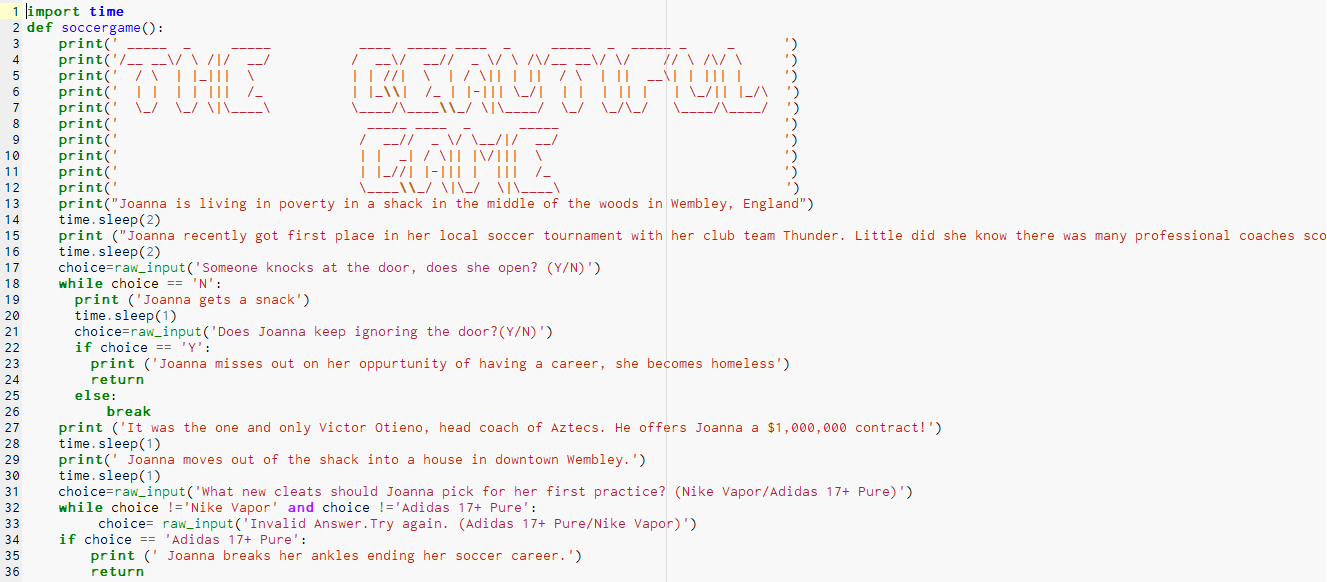 1 import time
2 def soccergame():
3     print(' _____  _     _____           ____  _____ ____  _     _____  _  _____ _     _      ')
4     print('/__ __\/ \ /|/  __/          /  __\/  __//  _ \/ \ /\/__ __\/ \/    // \ /\/ \     ')
5     print('  / \  | |_|||  \            | | //|  \  | / \|| | ||  / \  | ||  __\| | ||| |     ')
6     print('  | |  | | |||  /_           | |_\\|  /_ | |-||| \_/|  | |  | || |   | \_/|| |_/\  ')
7     print('  \_/  \_/ \|\____\          \____/\____\\_/ \|\____/  \_/  \_/\_/   \____/\____/  ')
8     print('                               _____ ____  _      _____                            ')
9     print('                              /  __//  _ \/ \__/|/  __/                            ')
10     print('                              | |  _| / \|| |\/|||  \                              ')
11     print('                              | |_//| |-||| |  |||  /_                             ')
12     print('                              \____\\_/ \|\_/  \|\____\                            ')
13     print("Joanna is living in poverty in a shack in the middle of the woods in Wembley, England")
14     time.sleep(2)
15     print ("Joanna recently got first place in her local soccer tournament with her club team Thunder. Little did she know there was many professional coaches sco
16     time.sleep(2)
17     choice=raw_input('Someone knocks at the door, does she open? (Y/N)')
18     while choice == 'N':
19       print ('Joanna gets a snack')
20       time.sleep(1)
21       choice=raw_input('Does Joanna keep ignoring the door?(Y/N)')
22       if choice == 'Y':
23         print ('Joanna misses out on her oppurtunity of having a career, she becomes homeless')
24         return
25       else:
26           break
27     print ('It was the one and only Victor Otieno, head coach of Aztecs. He offers Joanna a $1,000,000 contract!')
28     time.sleep(1)
29     print(' Joanna moves out of the shack into a house in downtown Wembley.')
30     time.sleep(1)
31     choice=raw_input('What new cleats should Joanna pick for her first practice? (Nike Vapor/Adidas 17+ Pure)')
32     while choice !='Nike Vapor' and choice !='Adidas 17+ Pure':
33          choice= raw_input('Invalid Answer.Try again. (Adidas 17+ Pure/Nike Vapor)')
34     if choice == 'Adidas 17+ Pure':
35         print (' Joanna breaks her ankles ending her soccer career.')
36         return